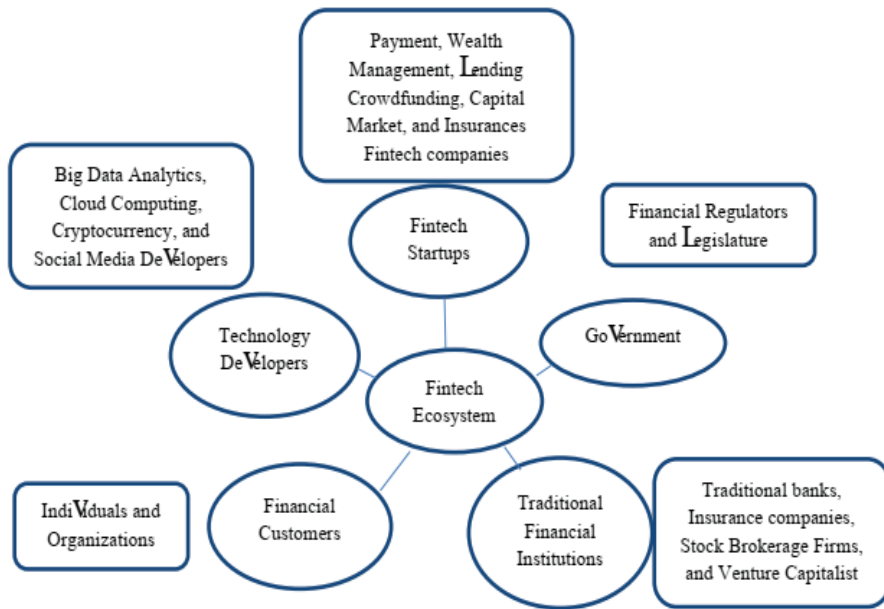 Payment, Wealth
Management, Lending
Crowdfunding, Capital
Market, and Insurances
Fintech companies
Big Data Analytics,
Cloud Computing,
Cryptocurrency, and
Social Media DeVelopers
Financial Regulators
and Legislature
Fintech
Startups
Technology
DeVelopers
GoVernment
Fintech
Ecosystem
IndiViduals and
Organizations
Financial
Customers
Traditional
Financial
Institutions
Traditional banks,
Insurance companies,
Stock Brokerage Firms,
and Venture Capitalist